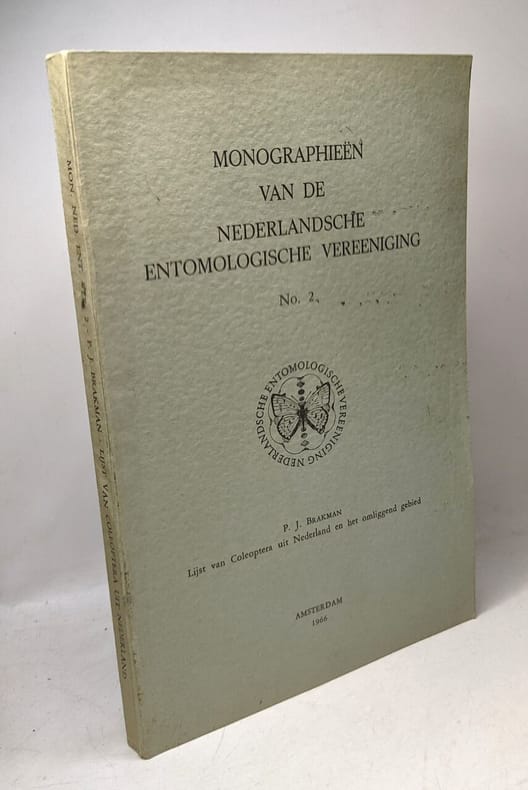 MONOGRAPHIEËN
VAN DE
NEDERLANDSCHE
ENTOMOLOGISCHE VEREENIGING
No. 2
NEDERLANDSCHE ENTOMOLOGISCHE VEREENIGING
P. J. BRAKMAN
Lijst van Coleoptera uit Nederland en het omliggend gebied
AMSTERDAM
1966
MON. NED. ENT. 2. P. J. BRAKMAN - LIJST VAN COLEOPTERA UIT NEDERLAND